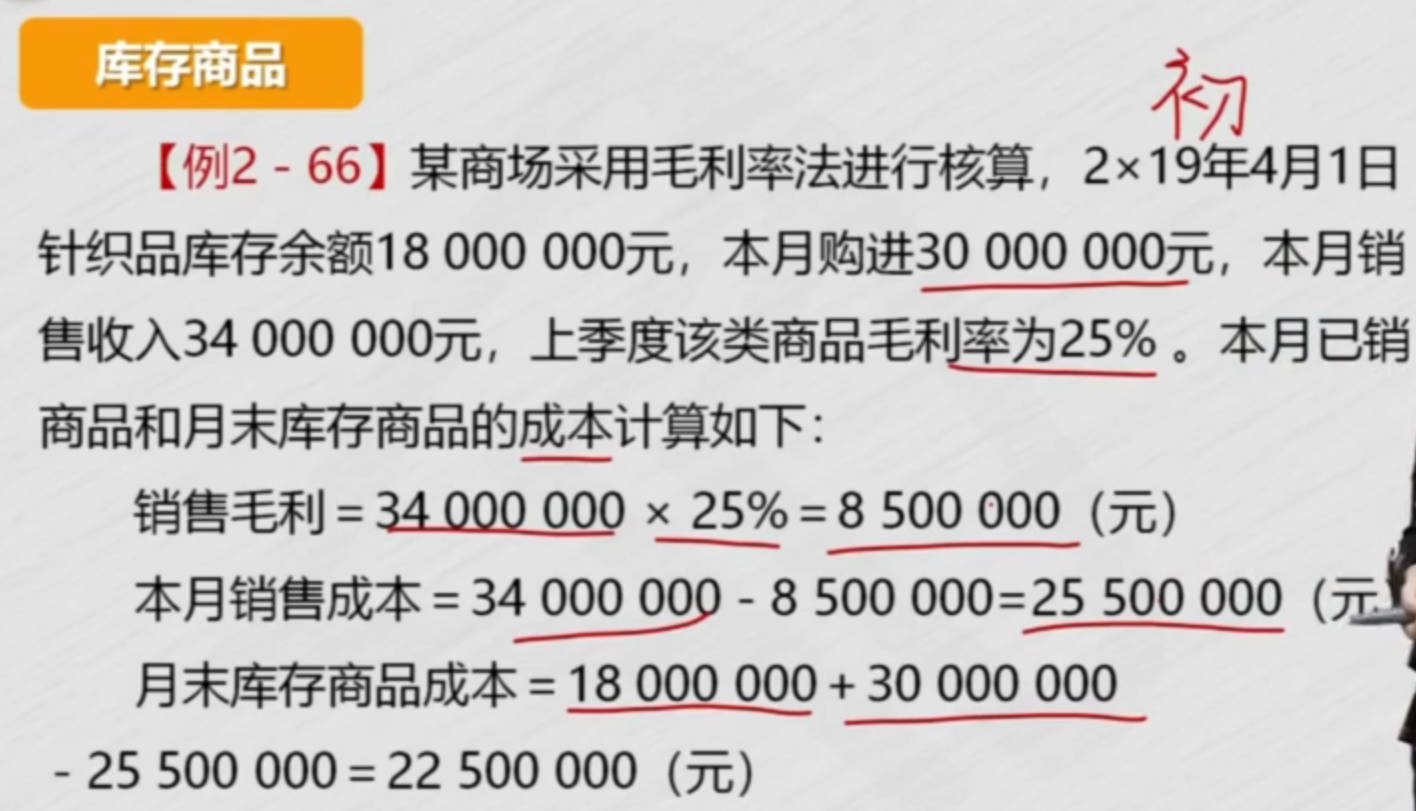 库存商品
初
【例2-66】某商场采用毛利率法进行核算，2×19年4月1日
针织品库存余额18 000 000元，本月购进30 000 000元，本月销
售收入34 000 000元，上季度该类商品毛利率为25%。本月已销
商品和月末库存商品的成本计算如下：
销售毛利=34 000 000 × 25%=8 500 000（元）
本月销售成本=34 000 000 - 8 500 000=25 500 000（元
月末库存商品成本=18 000 000+30 000 000
- 25 500 000=22 500 000（元）